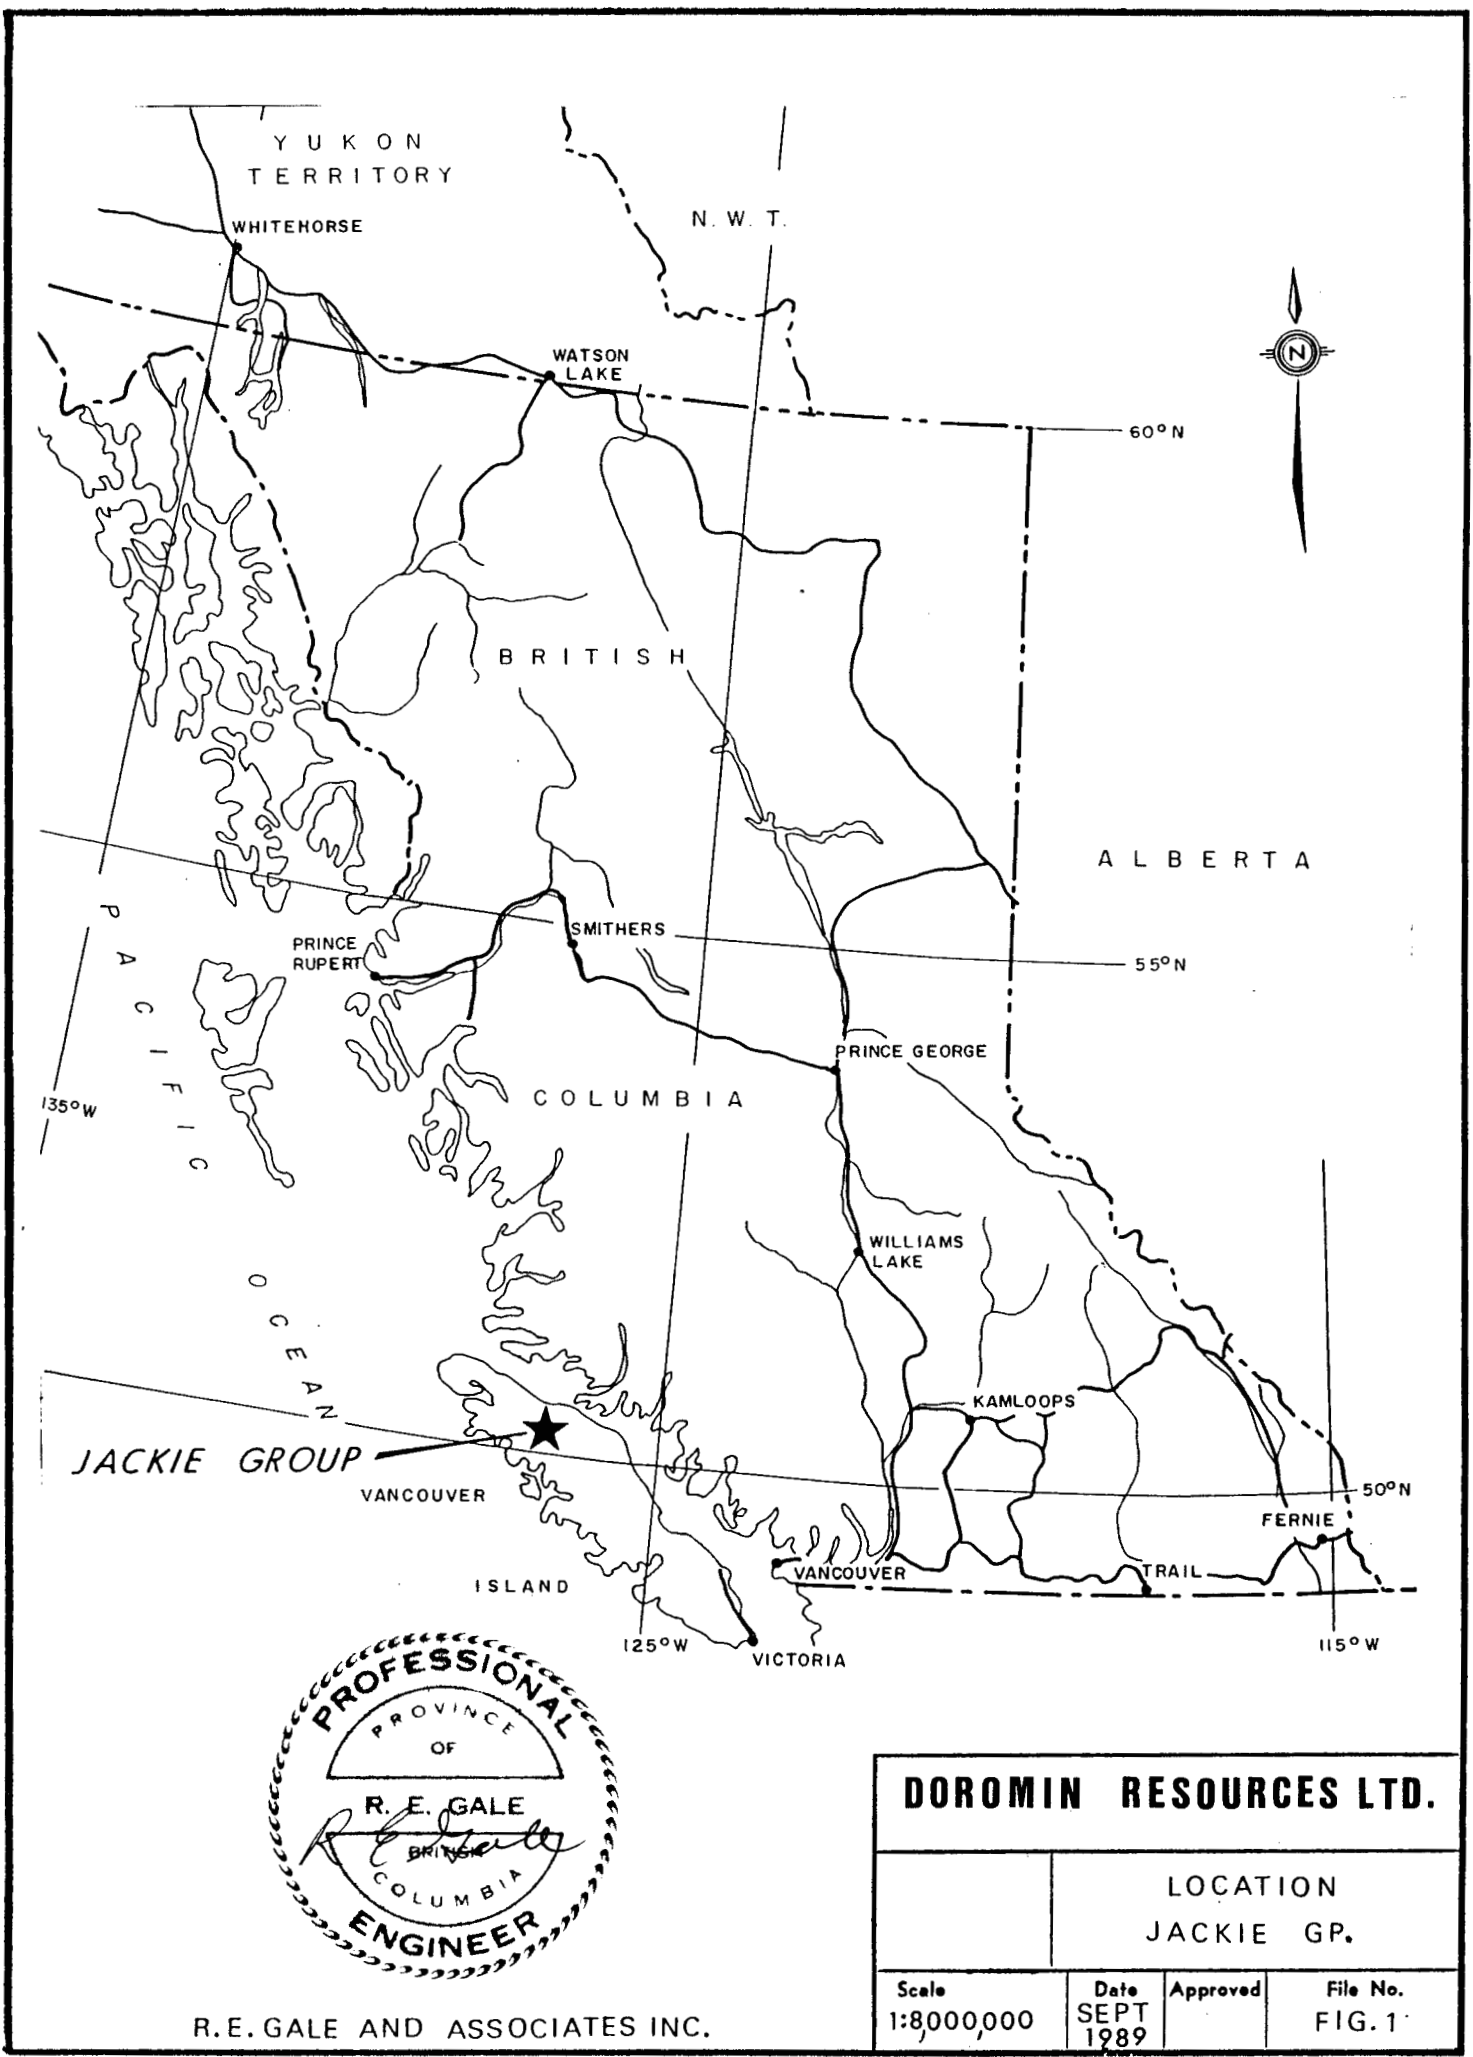 YUKON
TERRITORY
N. W. T.
WHITEHORSE
WATSON
LAKE
N
60°N
BRITISH
ALBERTA
PACIFIC
OCEAN
SMITHERS
PRINCE
RUPERT
55°N
PRINCE GEORGE
COLUMBIA
135°W
WILLIAMS
LAKE
KAMLOOPS
JACKIE GROUP
VANCOUVER
ISLAND
50°N
FERNIE
VANCOUVER
TRAIL
125°W
115°W
VICTORIA
PROFESSIONAL
PROVINCE
OF
R. E. GALE
R E Gale
BRITISH
COLUMBIA
ENGINEER
R.E. GALE AND ASSOCIATES INC.
DOROMIN RESOURCES LTD.
LOCATION
JACKIE GP.
Scale
1:8,000,000
Date
SEPT
1989
Approved
File No.
FIG. 1